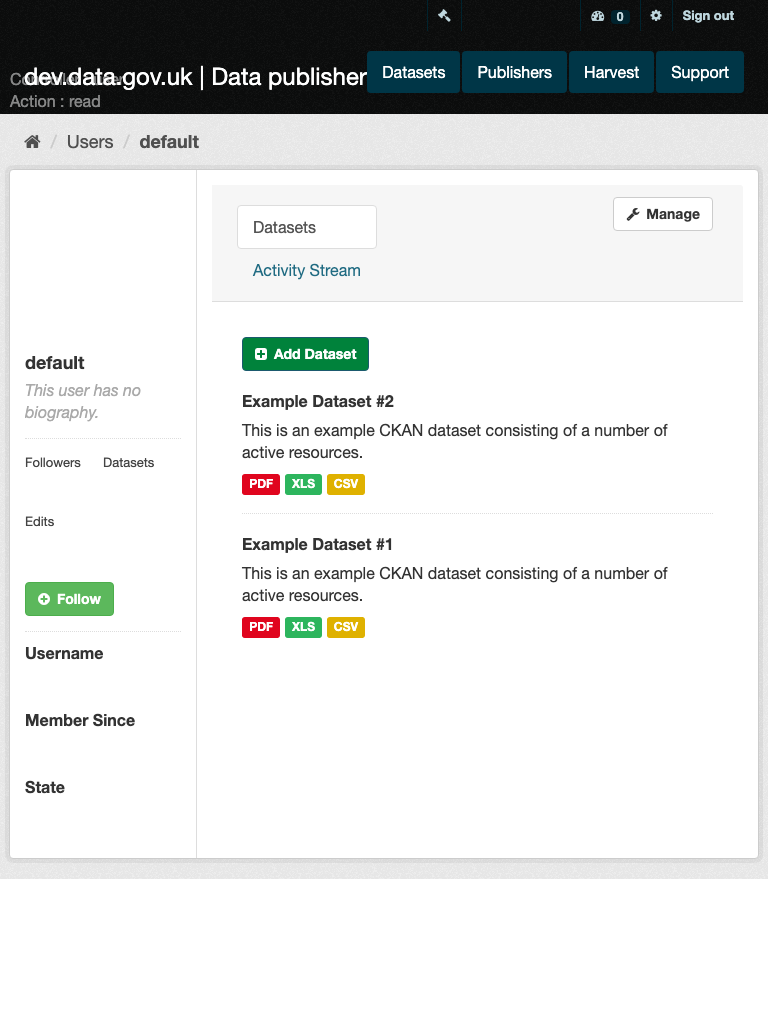 0
Sign out
Controller : user
dev.data.gov.uk | Data publisher
Datasets
Publishers
Harvest
Support
Action : read
/ Users / default
Datasets
Manage
Activity Stream
default
This user has no
biography.
Followers
Datasets
Edits
Follow
Username
Member Since
State
Add Dataset
Example Dataset #2
This is an example CKAN dataset consisting of a number of
active resources.
PDF XLS CSV
Example Dataset #1
This is an example CKAN dataset consisting of a number of
active resources.
PDF XLS CSV